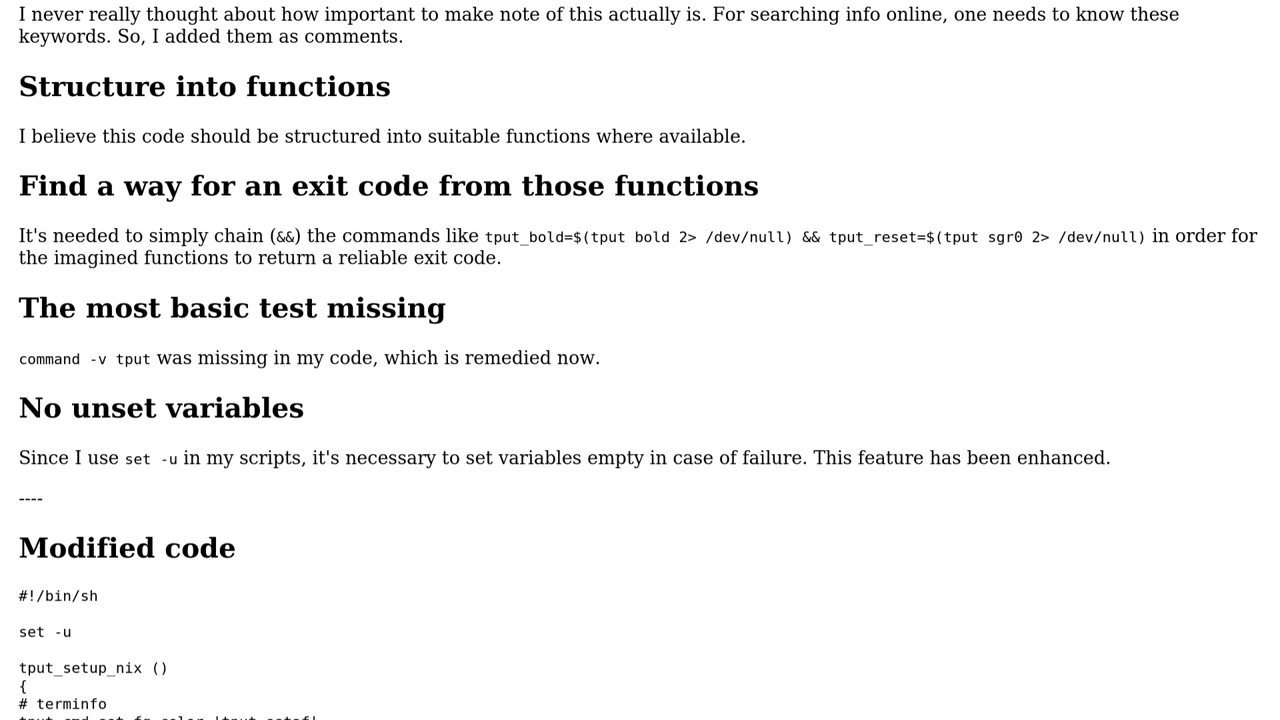 I never really thought about how important to make note of this actually is. For searching info online, one needs to know these
keywords. So, I added them as comments.
Structure into functions
I believe this code should be structured into suitable functions where available.
Find a way for an exit code from those functions
It's needed to simply chain (&&) the commands like tput_bold=$(tput bold 2> /dev/null) && tput_reset=$(tput sgr0 2> /dev/null) in order for
the imagined functions to return a reliable exit code.
The most basic test missing
command -v tput was missing in my code, which is remedied now.
No unset variables
Since I use set -u in my scripts, it's necessary to set variables empty in case of failure. This feature has been enhanced.
----
Modified code
#!/bin/sh
set -u
tput_setup_nix ()
{
# terminfo